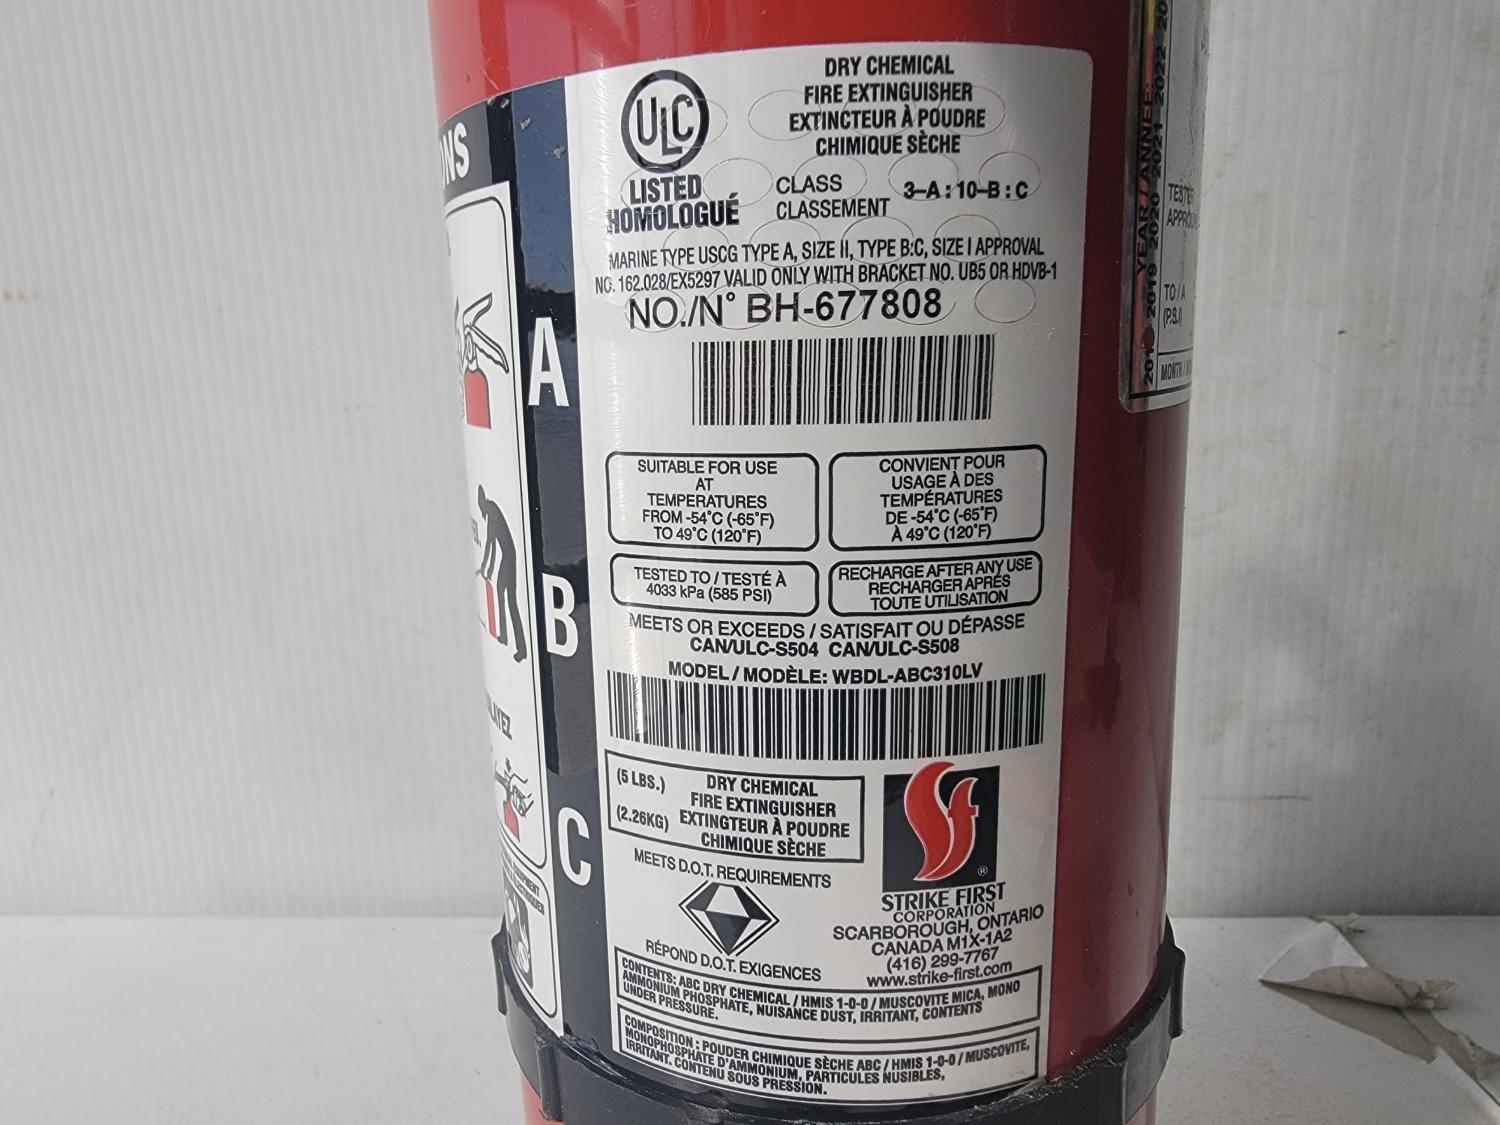 ONS
A
B
C
ULC
LISTED
HOMOLOGUÉ
DRY CHEMICAL
FIRE EXTINGUISHER
EXTINCTEUR À POUDRE
CHIMIQUE SÈCHE
CLASS
CLASSEMENT
3-A : 10-B : C
MARINE TYPE USCG TYPE A, SIZE II, TYPE B:C, SIZE I APPROVAL
NO. 162.028/EX5297 VALID ONLY WITH BRACKET NO. UB5 OR HDVB-1
NO./N° BH-677808
SUITABLE FOR USE
AT
TEMPERATURES
FROM -54°C (-65°F)
TO 49°C (120°F)
CONVIENT POUR
USAGE À DES
TEMPÉRATURES
DE -54°C (-65°F)
À 49°C (120°F)
TESTED TO / TESTÉ À
4033 kPa (585 PSI)
RECHARGE AFTER ANY USE
RECHARGER APRÉS
TOUTE UTILISATION
MEETS OR EXCEEDS / SATISFAIT OU DÉPASSE
CAN/ULC-S504 CAN/ULC-S508
MODEL / MODÈLE: WBDL-ABC310LV
(5 LBS.)
(2.26KG)
DRY CHEMICAL
FIRE EXTINGUISHER
EXTINGTEUR À POUDRE
CHIMIQUE SÈCHE
MEETS D.O.T. REQUIREMENTS
RÉPOND D.O.T. EXIGENCES
®
STRIKE FIRST
CORPORATION
SCARBOROUGH, ONTARIO
CANADA M1X-1A2
(416) 299-7767
www.strike-first.com
CONTENTS: ABC DRY CHEMICAL / HMIS 1-0-0 / MUSCOVITE MICA, MONO
AMMONIUM PHOSPHATE, NUISANCE DUST, IRRITANT, CONTENTS
UNDER PRESSURE.
COMPOSITION : POUDER CHIMIQUE SÈCHE ABC / HMIS 1-0-0 / MUSCOVITE,
MONOPHOSPHATE D'AMMONIUM, PARTICULES NUSIBLES,
IRRITANT. CONTENU SOUS PRESSION.
YEAR / ANNÉE:
2019 2020 2021 2022
TO / A
(P.S.I)
MONTH /